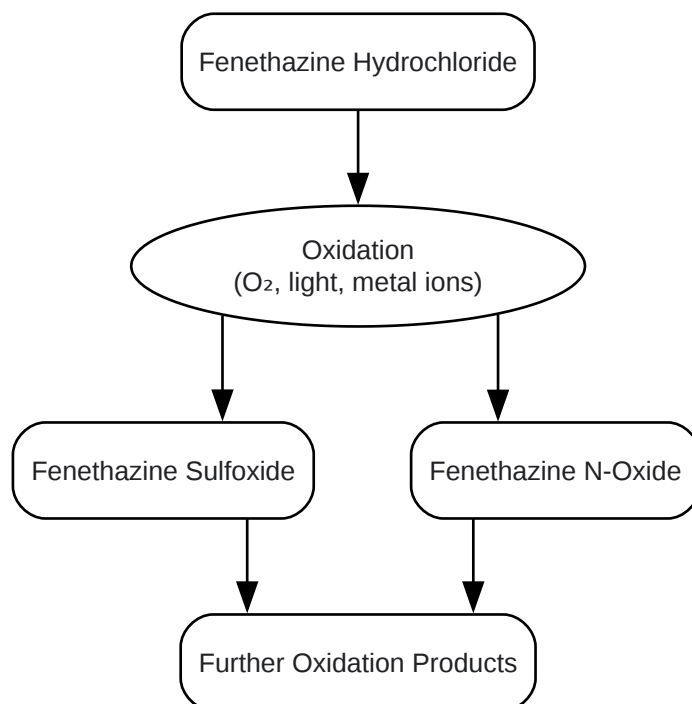 Fenethazine Hydrochloride
Oxidation
(O₂, light, metal ions)
Fenethazine Sulfoxide
Fenethazine N-Oxide
Further Oxidation Products